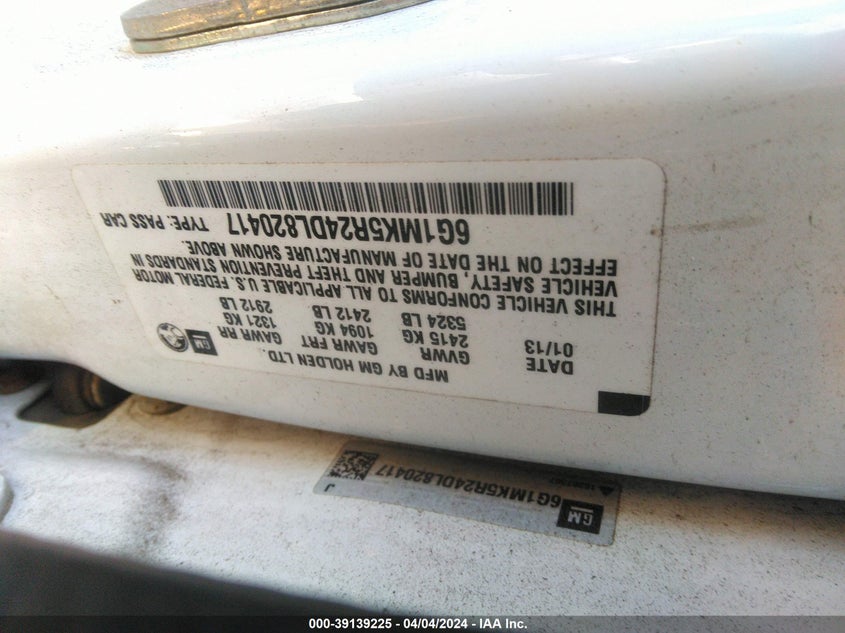 MFD BY GM HOLDEN LTD.
DATE GVWR GAWR FRT GAWR RR
01/13 2415 KG 1094 KG 1321 KG
5324 LB 2412 LB 2912 LB
GM
THIS VEHICLE CONFORMS TO ALL APPLICABLE U.S. FEDERAL MOTOR
VEHICLE SAFETY, BUMPER AND THEFT PREVENTION STANDARDS IN
EFFECT ON THE DATE OF MANUFACTURE SHOWN ABOVE.
6G1MK5R24DL820417 TYPE: PASS CAR
GM
6G1MK5R24DL820417
J
000-39139225 - 04/04/2024 - IAA Inc.